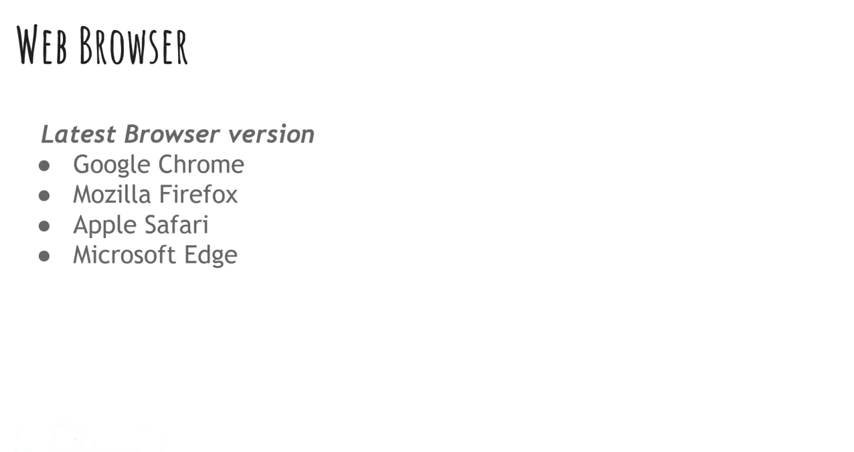 Web Browser
Latest Browser version
● Google Chrome
● Mozilla Firefox
● Apple Safari
● Microsoft Edge